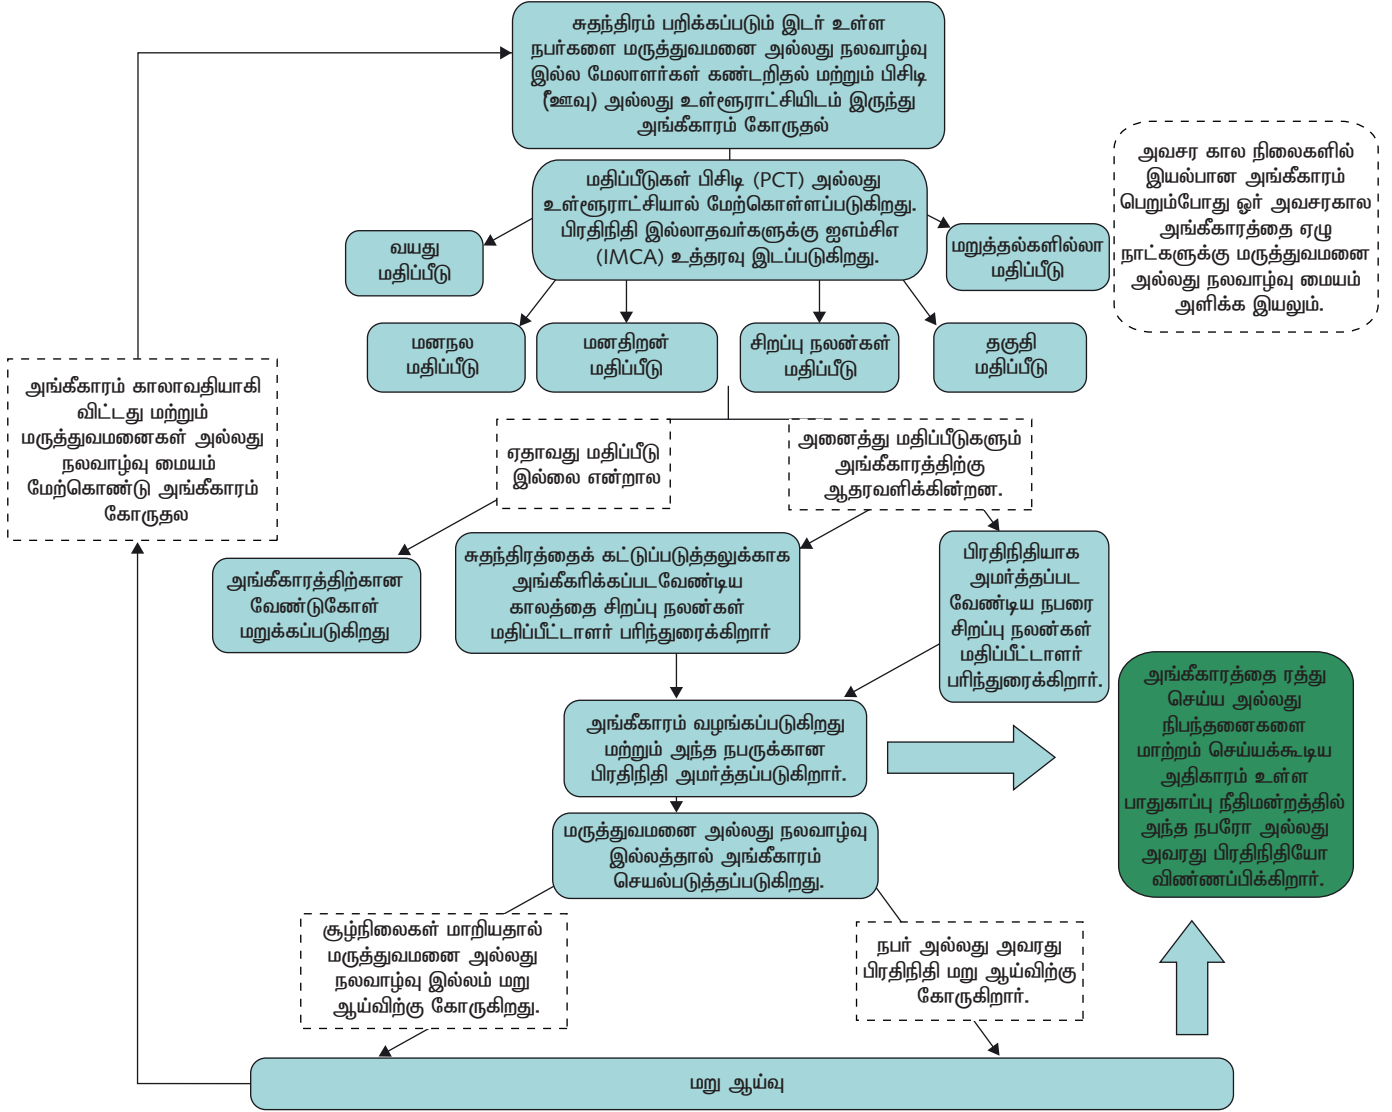 சுதந்திரம் பறிக்கப்படும் இடர் உள்ள
நபர்களை மருத்துவமனை அல்லது நலவாழ்வு
இல்ல மேலாளர்கள் கண்டறிதல் மற்றும் பிசிடி
(ஊவு) அல்லது உள்ளூராட்சியிடம் இருந்து
அங்கீகாரம் கோருதல்
மதிப்பீடுகள் பிசிடி (PCT) அல்லது
உள்ளூராட்சியால் மேற்கொள்ளப்படுகிறது.
பிரதிநிதி இல்லாதவர்களுக்கு ஐஎம்சிஎ
(IMCA) உத்தரவு இடப்படுகிறது.
அவசர கால நிலைகளில்
இயல்பான அங்கீகாரம்
பெறும்போது ஓர் அவசரகால
அங்கீகாரத்தை ஏழு
நாட்களுக்கு மருத்துவமனை
அல்லது நலவாழ்வு மையம்
அளிக்க இயலும்.
வயது
மதிப்பீடு
மறுத்தல்களில்லா
மதிப்பீடு
மனநல
மதிப்பீடு
மனதிறன்
மதிப்பீடு
சிறப்பு நலன்கள்
மதிப்பீடு
தகுதி
மதிப்பீடு
அங்கீகாரம் காலாவதியாகி
விட்டது மற்றும்
மருத்துவமனைகள் அல்லது
நலவாழ்வு மையம்
மேற்கொண்டு அங்கீகாரம்
கோருதல
ஏதாவது மதிப்பீடு
இல்லை என்றால
அனைத்து மதிப்பீடுகளும்
அங்கீகாரத்திற்கு
ஆதரவளிக்கின்றன.
அங்கீகாரத்திற்கான
வேண்டுகோள்
மறுக்கப்படுகிறது
சுதந்திரத்தைக் கட்டுப்படுத்தலுக்காக
அங்கீகரிக்கப்படவேண்டிய
காலத்தை சிறப்பு நலன்கள்
மதிப்பீட்டாளர் பரிந்துரைக்கிறார்
பிரதிநிதியாக
அமர்த்தப்பட
வேண்டிய நபரை
சிறப்பு நலன்கள்
மதிப்பீட்டாளர்
பரிந்துரைக்கிறார்.
அங்கீகாரம் வழங்கப்படுகிறது
மற்றும் அந்த நபருக்கான
பிரதிநிதி அமர்த்தப்படுகிறார்.
அங்கீகாரத்தை ரத்து
செய்ய அல்லது
நிபந்தனைகளை
மாற்றம் செய்யக்கூடிய
அதிகாரம் உள்ள
பாதுகாப்பு நீதிமன்றத்தில்
அந்த நபரோ அல்லது
அவரது பிரதிநிதியோ
விண்ணப்பிக்கிறார்.
மருத்துவமனை அல்லது நலவாழ்வு
இல்லத்தால் அங்கீகாரம்
செயல்படுத்தப்படுகிறது.
சூழ்நிலைகள் மாறியதால்
மருத்துவமனை அல்லது
நலவாழ்வு இல்லம் மறு
ஆய்விற்கு கோருகிறது.
நபர் அல்லது அவரது
பிரதிநிதி மறு ஆய்விற்கு
கோருகிறார்.
மறு ஆய்வு